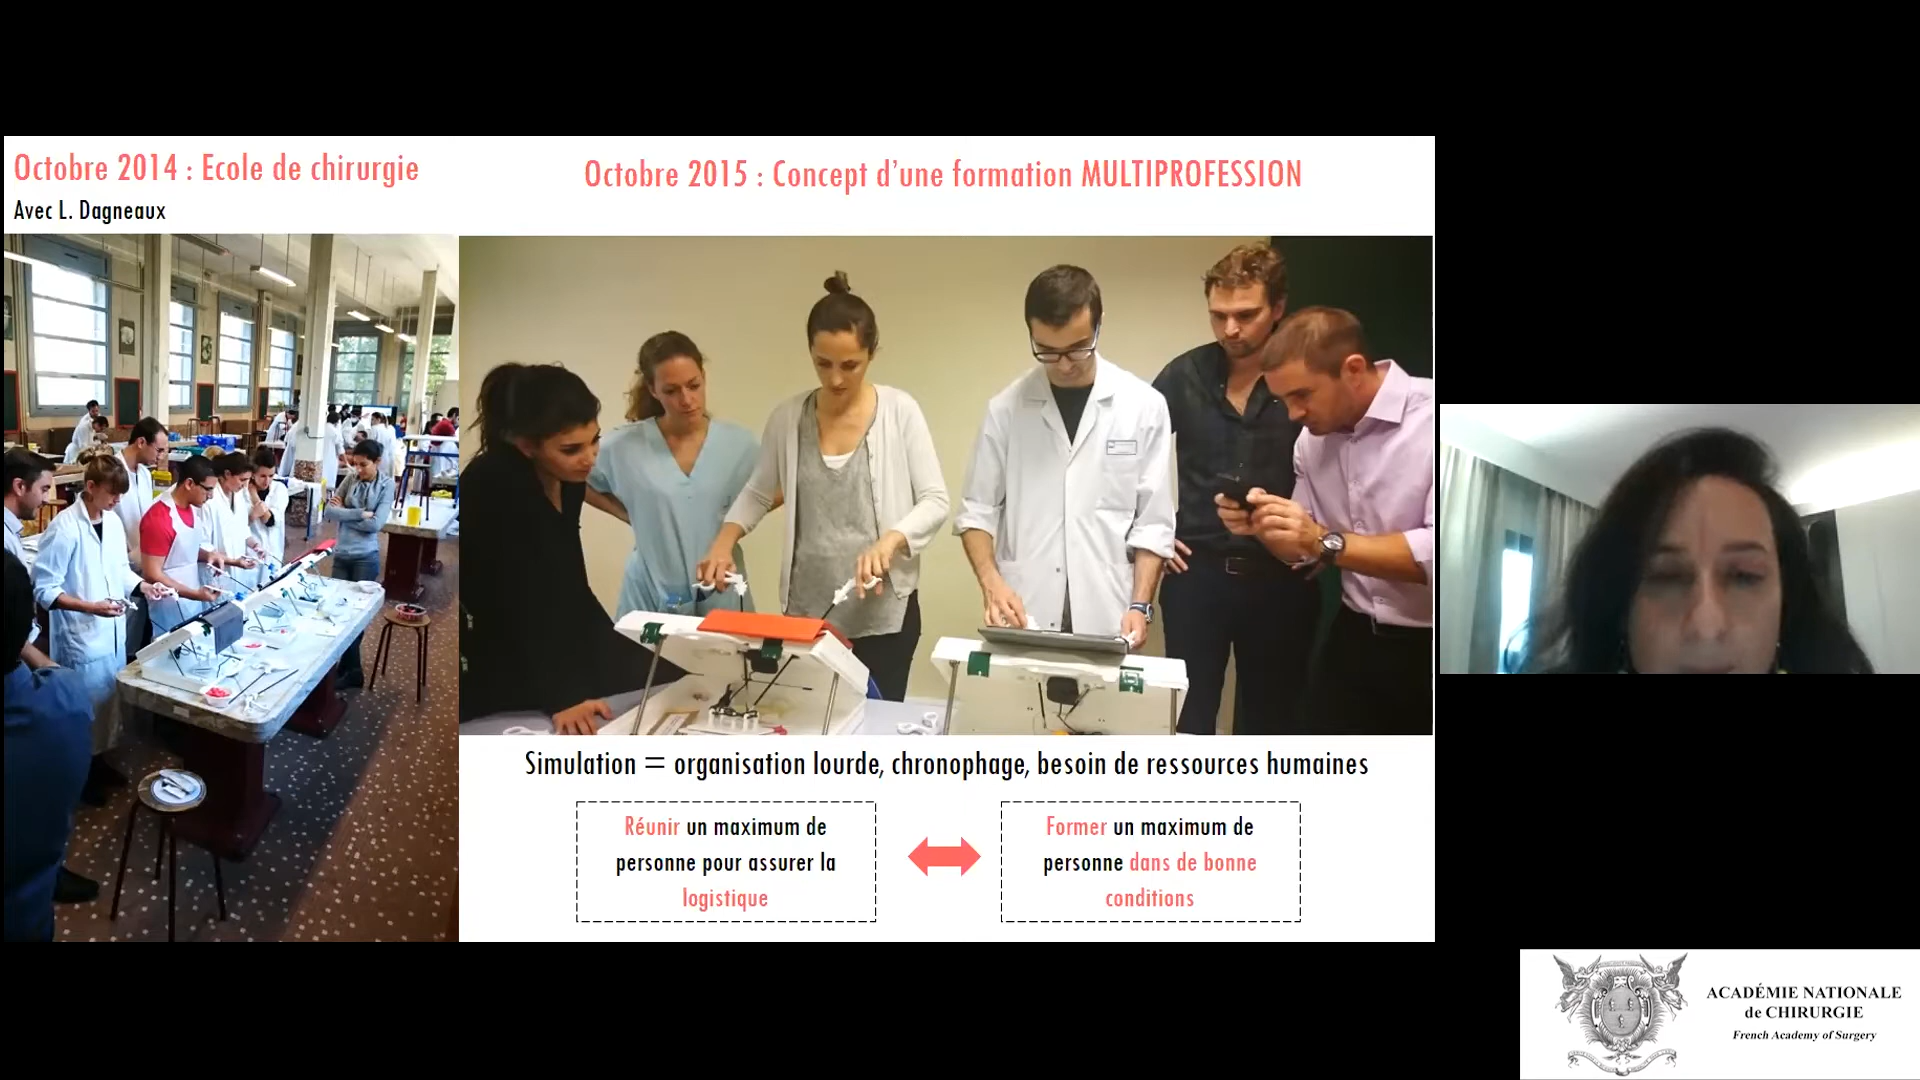 Octobre 2014 : Ecole de chirurgie
Avec L. Dagneaux
Octobre 2015 : Concept d'une formation MULTIPROFESSION
Simulation = organisation lourde, chronophage, besoin de ressources humaines
Réunir un maximum de
personne pour assurer la
logistique
Former un maximum de
personne dans de bonne
conditions
ACADÉMIE NATIONALE
de CHIRURGIE
French Academy of Surgery